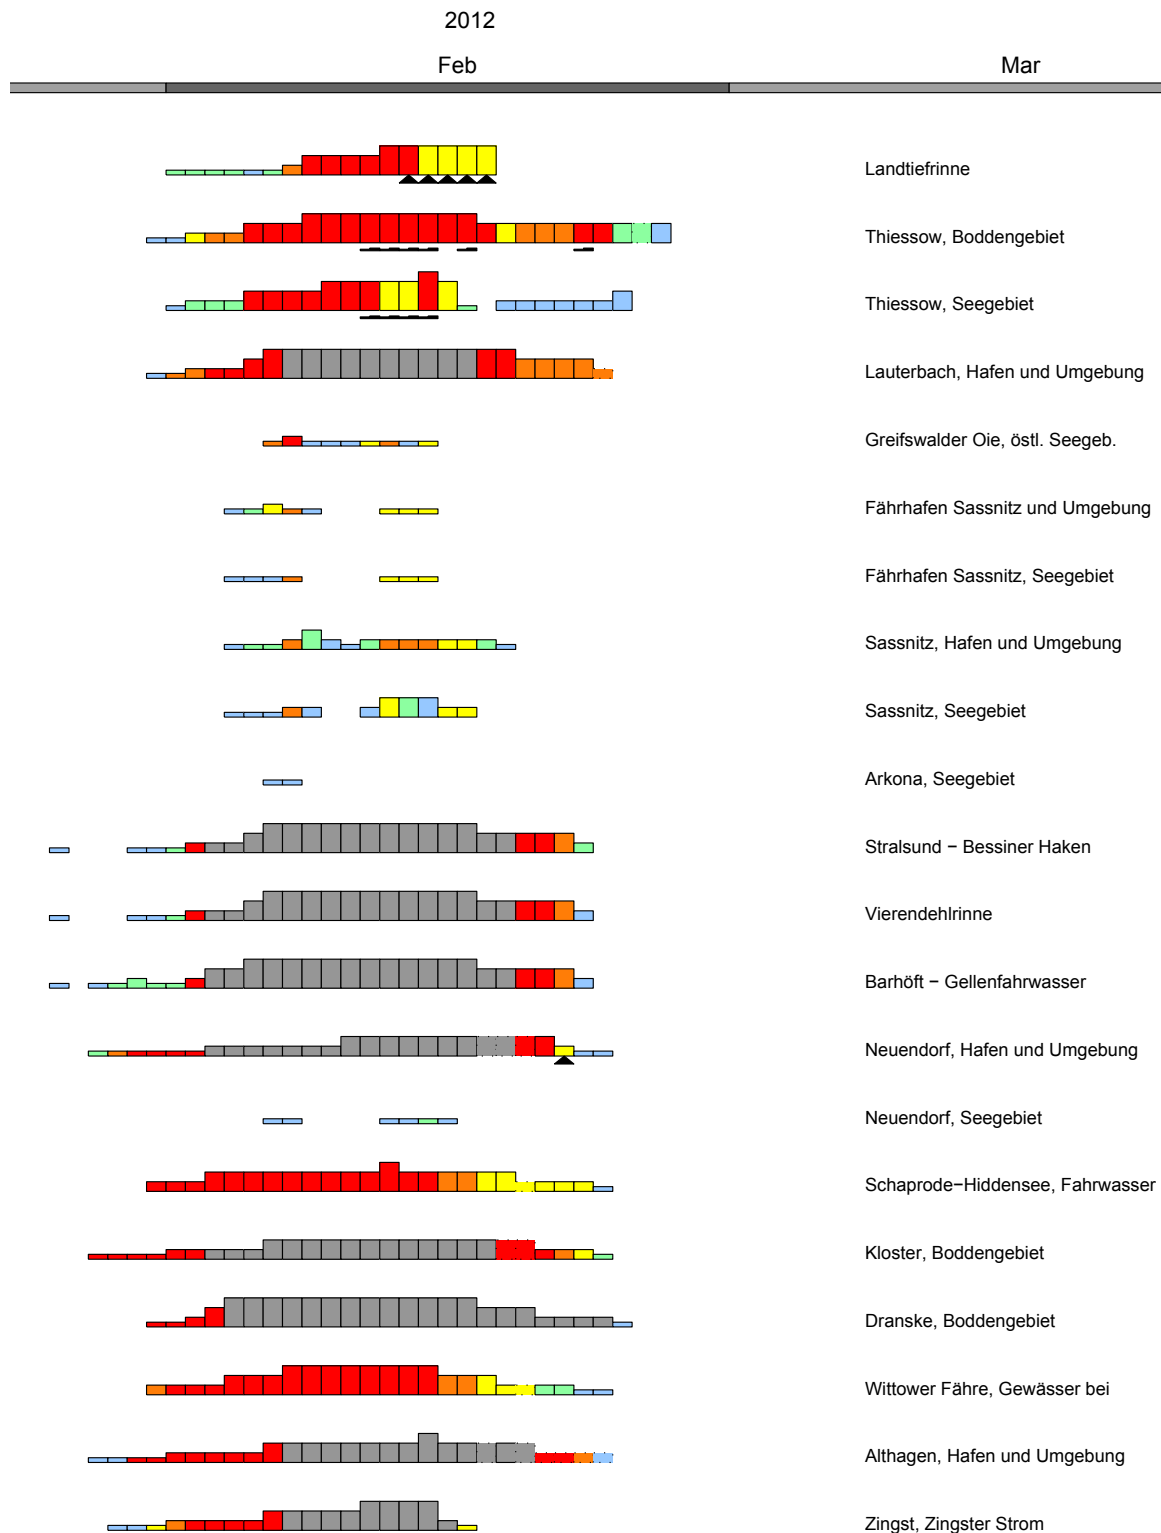 2012
Feb
Mar
Landtiefrinne
Thiessow, Boddengebiet
Thiessow, Seegebiet
Lauterbach, Hafen und Umgebung
Greifswalder Oie, östl. Seegeb.
Fährhafen Sassnitz und Umgebung
Fährhafen Sassnitz, Seegebiet
Sassnitz, Hafen und Umgebung
Sassnitz, Seegebiet
Arkona, Seegebiet
Stralsund − Bessiner Haken
Vierendehlrinne
Barhöft − Gellenfahrwasser
Neuendorf, Hafen und Umgebung
Neuendorf, Seegebiet
Schaprode−Hiddensee, Fahrwasser
Kloster, Boddengebiet
Dranske, Boddengebiet
Wittower Fähre, Gewässer bei
Althagen, Hafen und Umgebung
Zingst, Zingster Strom